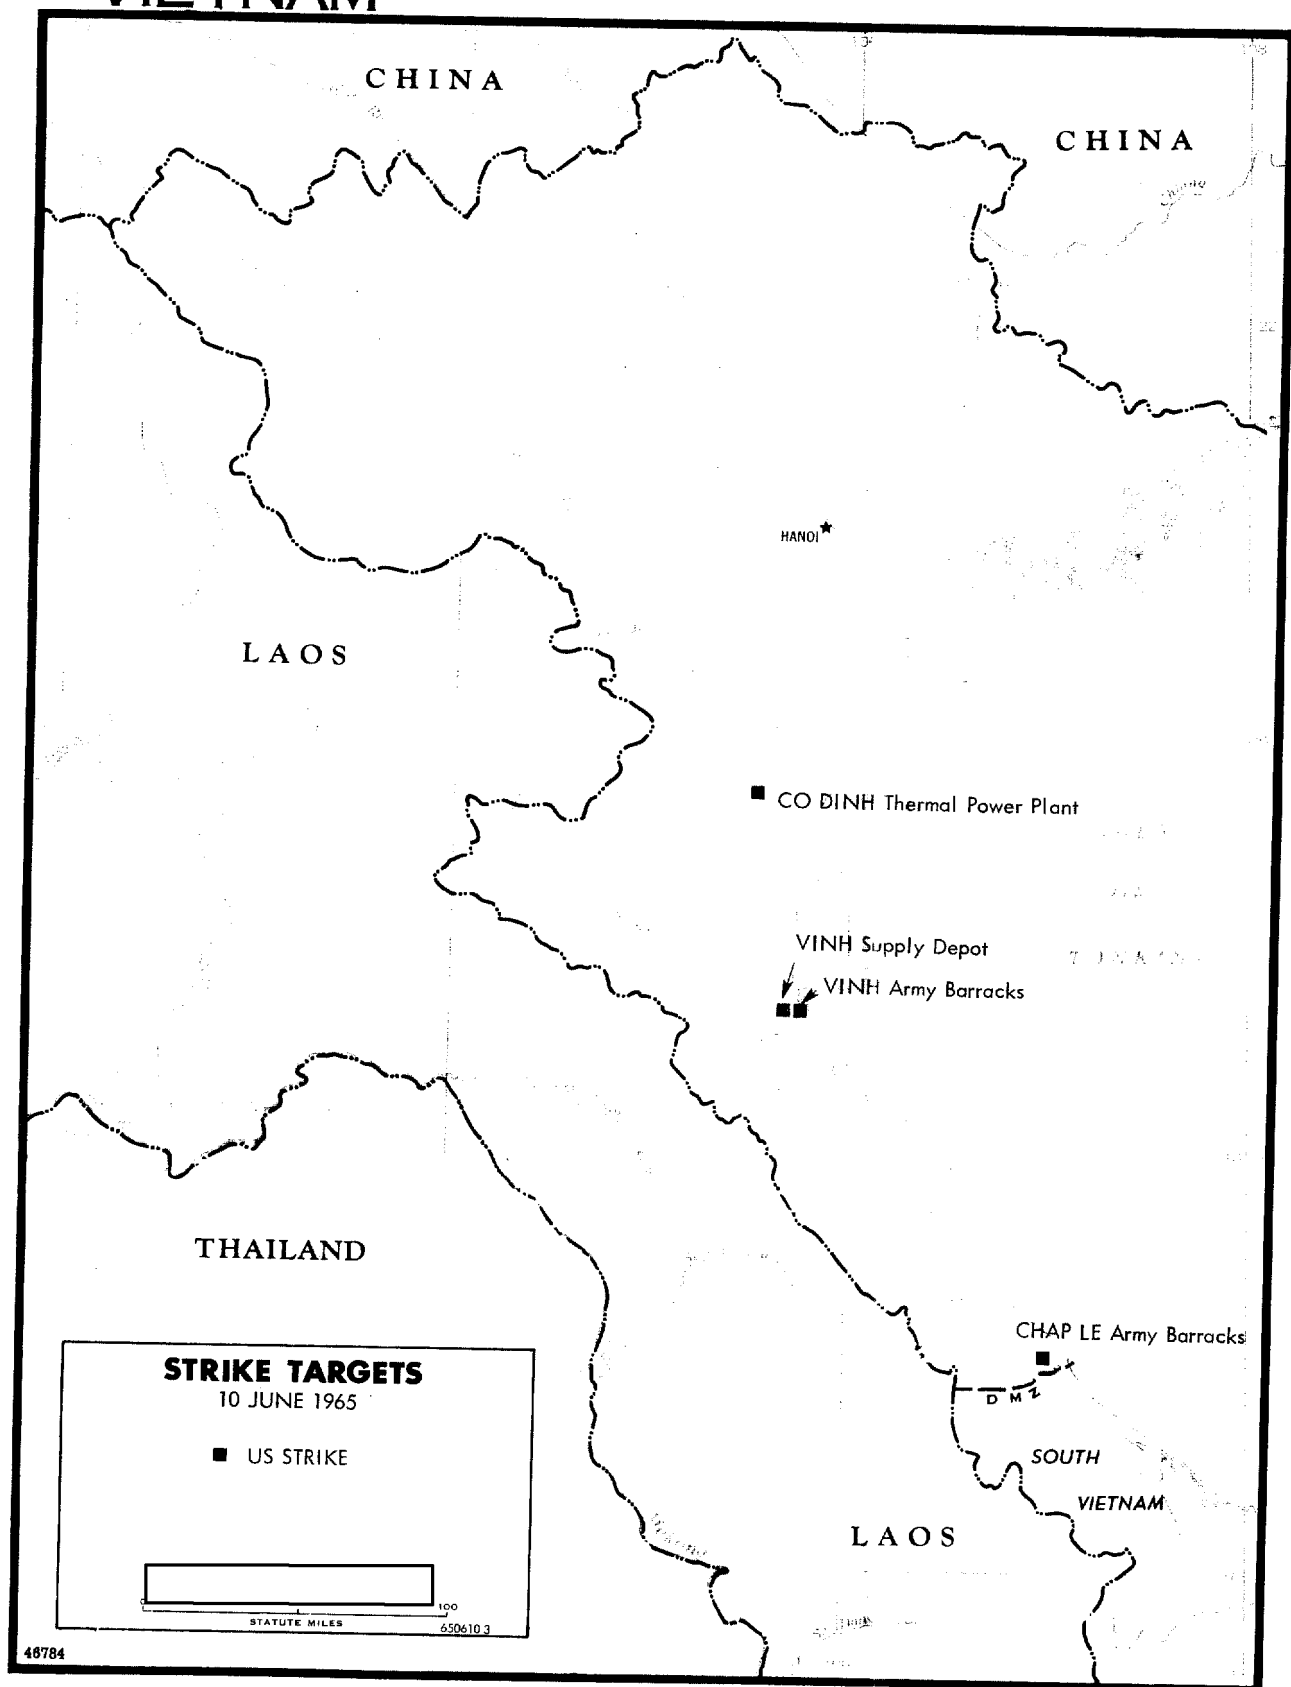 VIETNAM
CHINA
CHINA
HANOI
LAOS
CO DINH Thermal Power Plant
VINH Supply Depot
VINH Army Barracks
THAILAND
CHAP LE Army Barracks
D M Z
SOUTH
VIETNAM
LAOS
STRIKE TARGETS
10 JUNE 1965
US STRIKE
0 100
STATUTE MILES
650610 3
46784